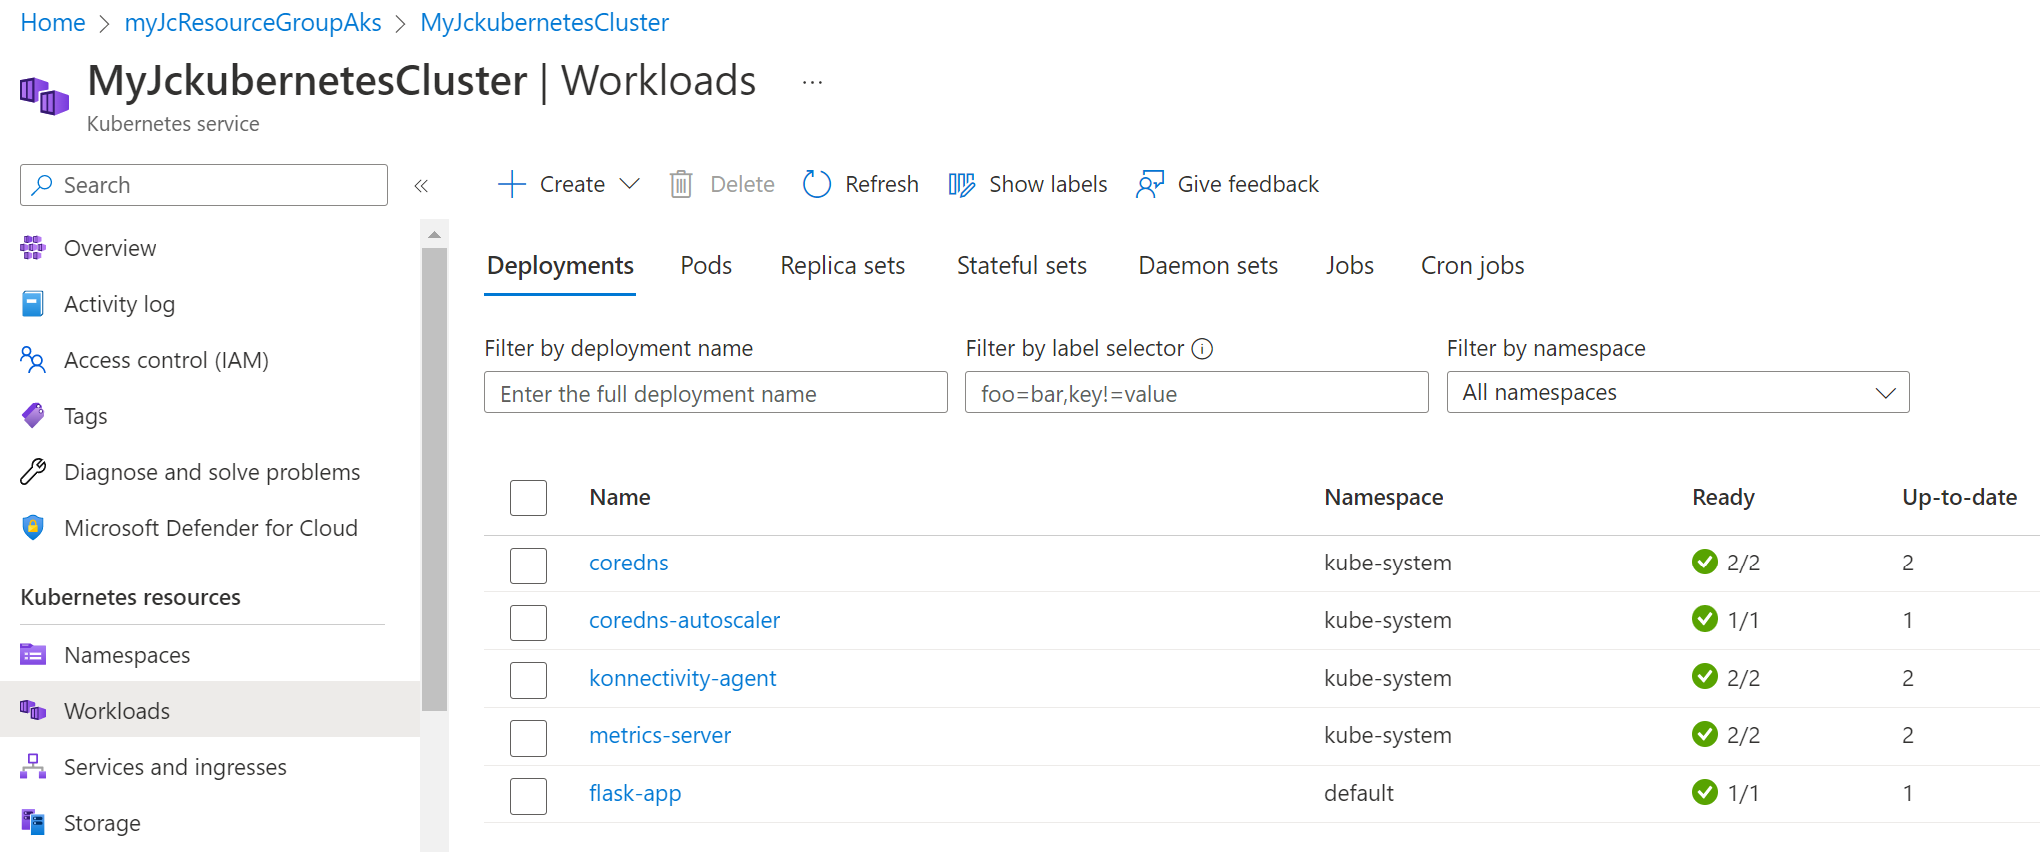 Home > myJcResourceGroupAks > MyJckubernetesCluster
MyJckubernetesCluster | Workloads ...
Kubernetes service
Search «
Create Delete Refresh Show labels Give feedback
Overview
Activity log
Access control (IAM)
Tags
Diagnose and solve problems
Microsoft Defender for Cloud
Kubernetes resources
Namespaces
Workloads
Services and ingresses
Storage
Deployments Pods Replica sets Stateful sets Daemon sets Jobs Cron jobs
Filter by deployment name Filter by label selector Filter by namespace
Enter the full deployment name foo=bar,key!=value All namespaces
Name Namespace Ready Up-to-date
coredns kube-system 2/2 2
coredns-autoscaler kube-system 1/1 1
konnectivity-agent kube-system 2/2 2
metrics-server kube-system 2/2 2
flask-app default 1/1 1